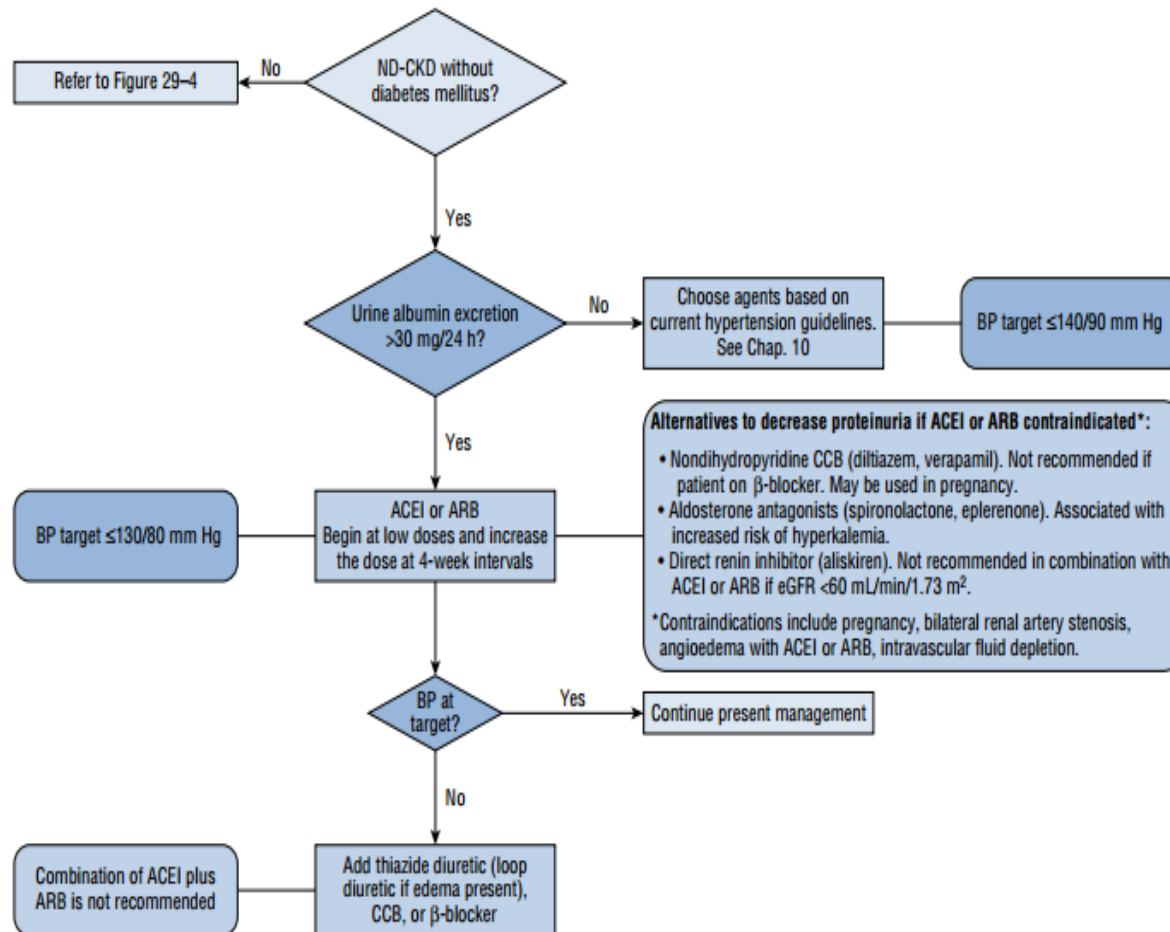 ND-CKD without
diabetes mellitus?
No
Refer to Figure 29–4
Yes
Urine albumin excretion
>30 mg/24 h?
No
Choose agents based on
current hypertension guidelines.
See Chap. 10
BP target ≤140/90 mm Hg
Yes
BP target ≤130/80 mm Hg
ACEI or ARB
Begin at low doses and increase
the dose at 4-week intervals
Alternatives to decrease proteinuria if ACEI or ARB contraindicated*:
• Nondihydropyridine CCB (diltiazem, verapamil). Not recommended if
patient on β-blocker. May be used in pregnancy.
• Aldosterone antagonists (spironolactone, eplerenone). Associated with
increased risk of hyperkalemia.
• Direct renin inhibitor (aliskiren). Not recommended in combination with
ACEI or ARB if eGFR <60 mL/min/1.73 m².
*Contraindications include pregnancy, bilateral renal artery stenosis,
angioedema with ACEI or ARB, intravascular fluid depletion.
BP at
target?
Yes
Continue present management
No
Combination of ACEI plus
ARB is not recommended
Add thiazide diuretic (loop
diuretic if edema present),
CCB, or β-blocker